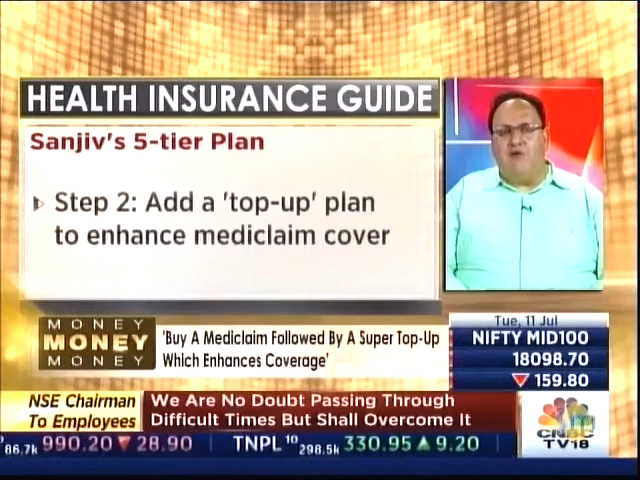 HEALTH INSURANCE GUIDE
Sanjiv's 5-tier Plan
Step 2: Add a 'top-up' plan
to enhance mediclaim cover
MONEY
MONEY
MONEY
'Buy A Mediclaim Followed By A Super Top-Up
Which Enhances Coverage'
Tue, 11 Jul
NIFTY MID100
18098.70
159.80
NSE Chairman
To Employees
We Are No Doubt Passing Through
Difficult Times But Shall Overcome It
CNBC
TV18
86.7k 990.20 28.90 TNPL 10 298.5k 330.95 9.20